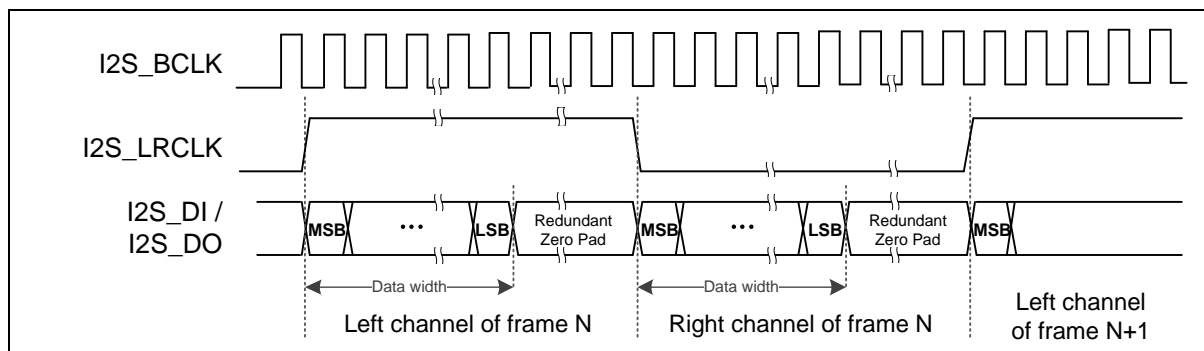 I2S_BCLK
I2S_LRCLK
I2S_DI /
I2S_DO
MSB ... LSB Redundant Zero Pad MSB ... LSB Redundant Zero Pad MSB
Data width Data width
Left channel of frame N Right channel of frame N Left channel
of frame N+1